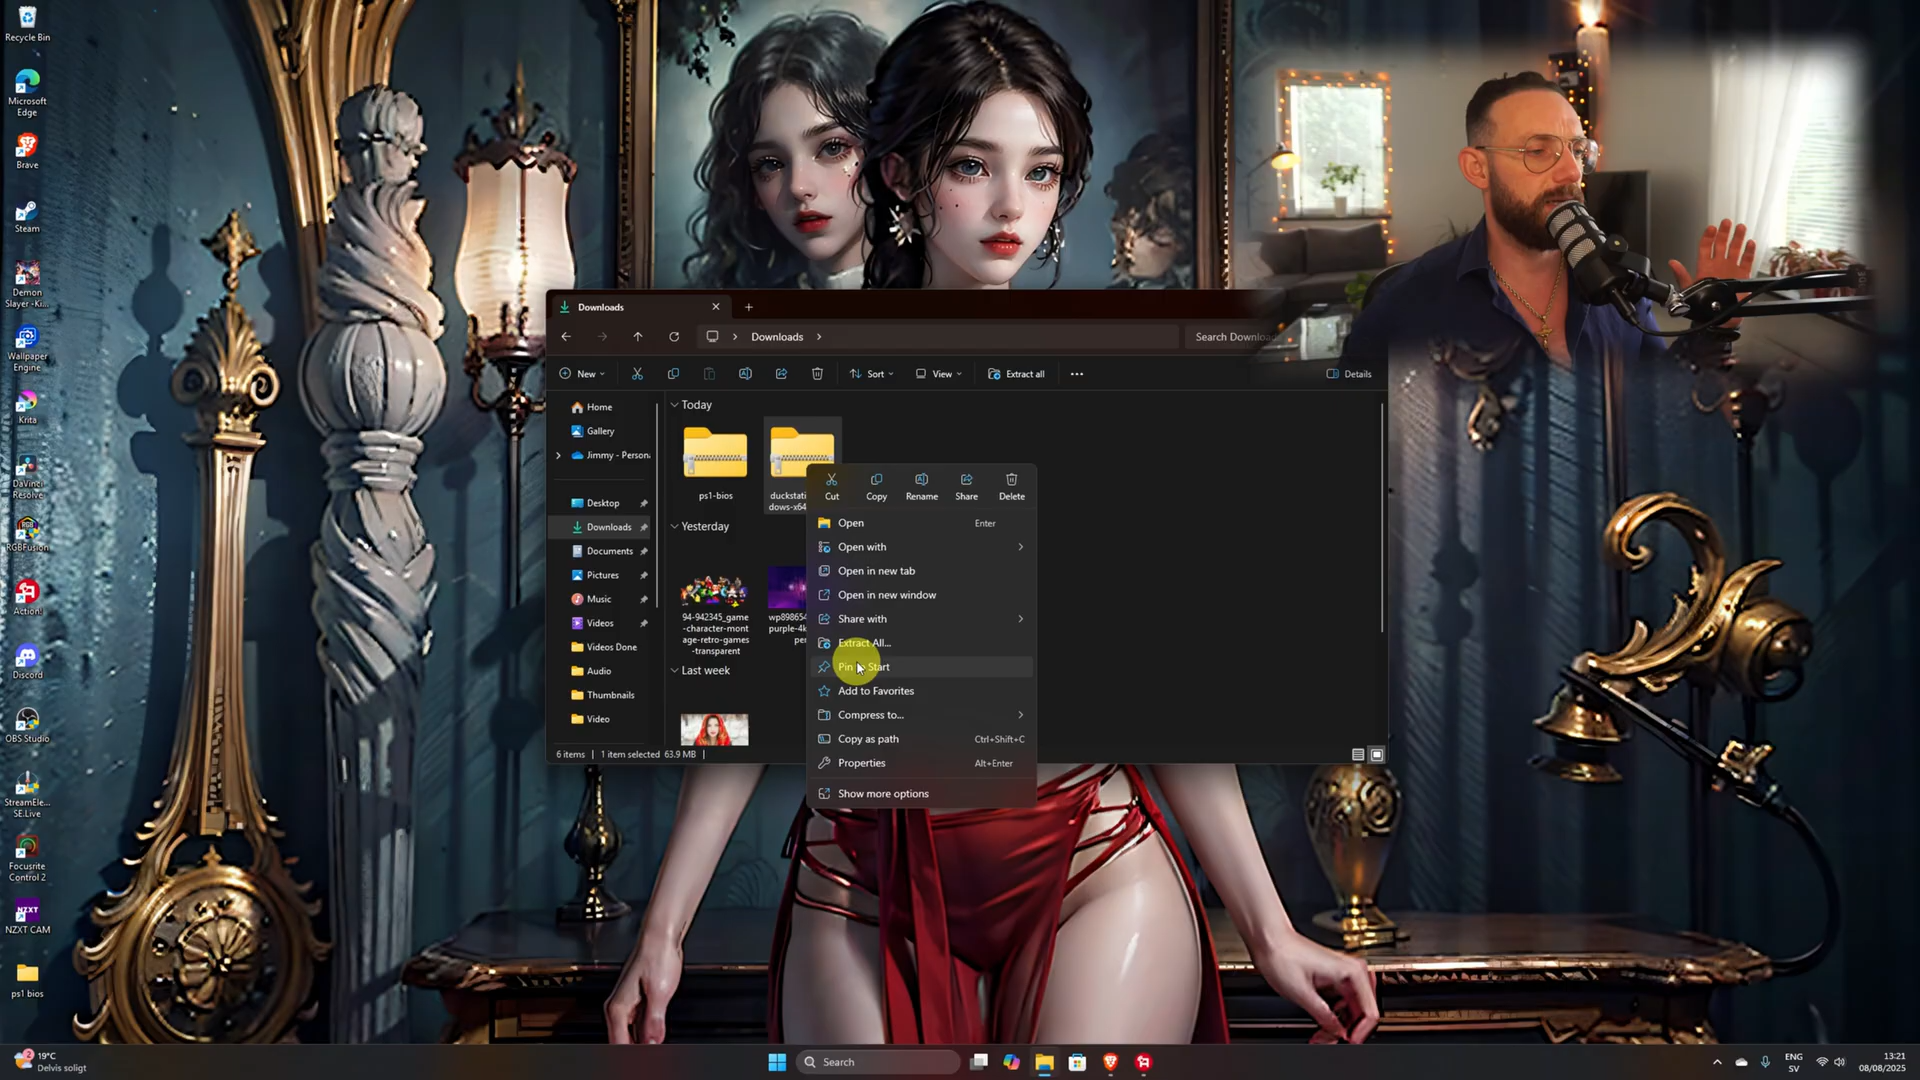 Recycle Bin
Microsoft
Edge
Brave
Steam
Demon
Slayer -Ki...
Wallpaper
Engine
Krita
DaVinci
Resolve
RGBFusion
Action!
Discord
OBS Studio
StreamEle...
SE.Live
Focusrite
Control 2
NZXT
NZXT CAM
ps1 bios
Downloads
Downloads
Search Downloads
New
Sort
View
Extract all
Details
Home
Gallery
Jimmy - Persona
Desktop
Downloads
Documents
Pictures
Music
Videos
Videos Done
Audio
Thumbnails
Video
Today
ps1-bios
duckstati
dows-x64
Yesterday
94-942345_game
-character-mont
age-retro-games
-transparent
wp898654
purple-4k
per
Last week
6 items
1 item selected 63.9 MB
Cut
Copy
Rename
Share
Delete
Open Enter
Open with
Open in new tab
Open in new window
Share with
Extract All...
Pin to Start
Add to Favorites
Compress to...
Copy as path Ctrl+Shift+C
Properties Alt+Enter
Show more options
2
19°C
Delvis soligt
Search
ENG
SV
13:21
08/08/2025